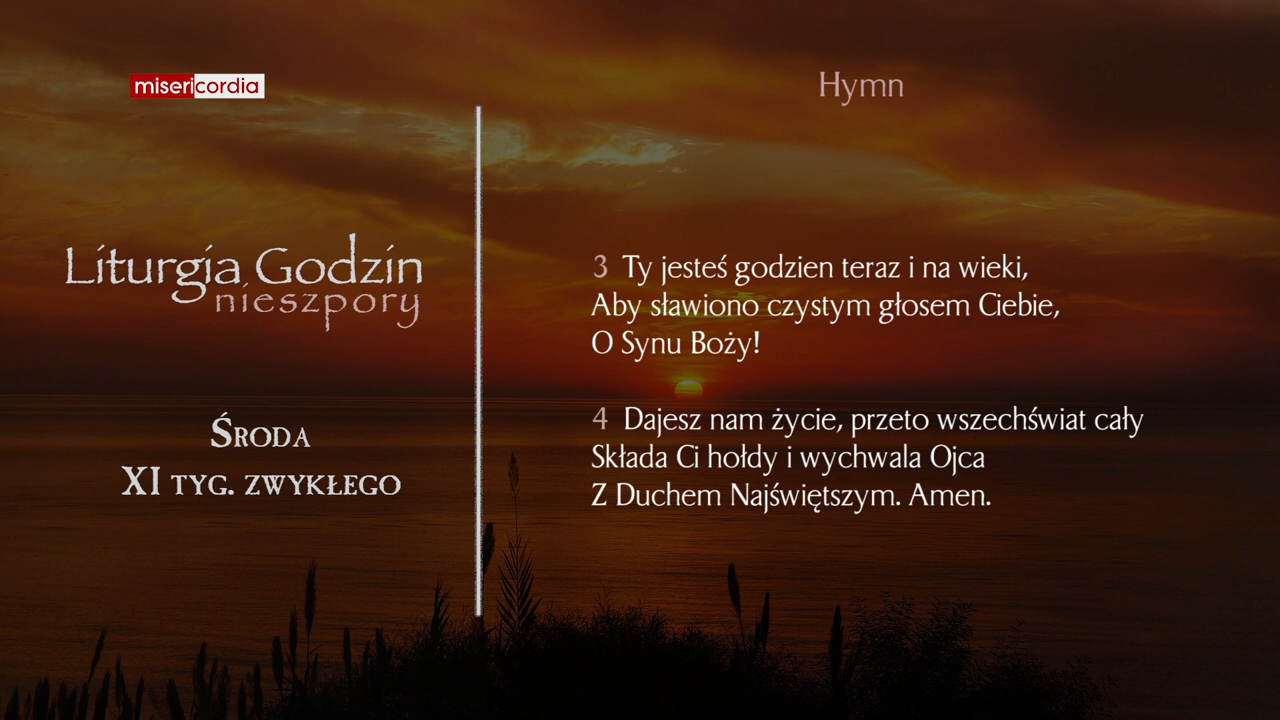 misericordia
Hymn
Liturgia Godzin
nieszpory
Środa
XI tyg. zwykłego
3 Ty jesteś godzien teraz i na wieki,
Aby sławiono czystym głosem Ciebie,
O Synu Boży!
4 Dajesz nam życie, przeto wszechświat cały
Składa Ci hołdy i wychwala Ojca
Z Duchem Najświętszym. Amen.